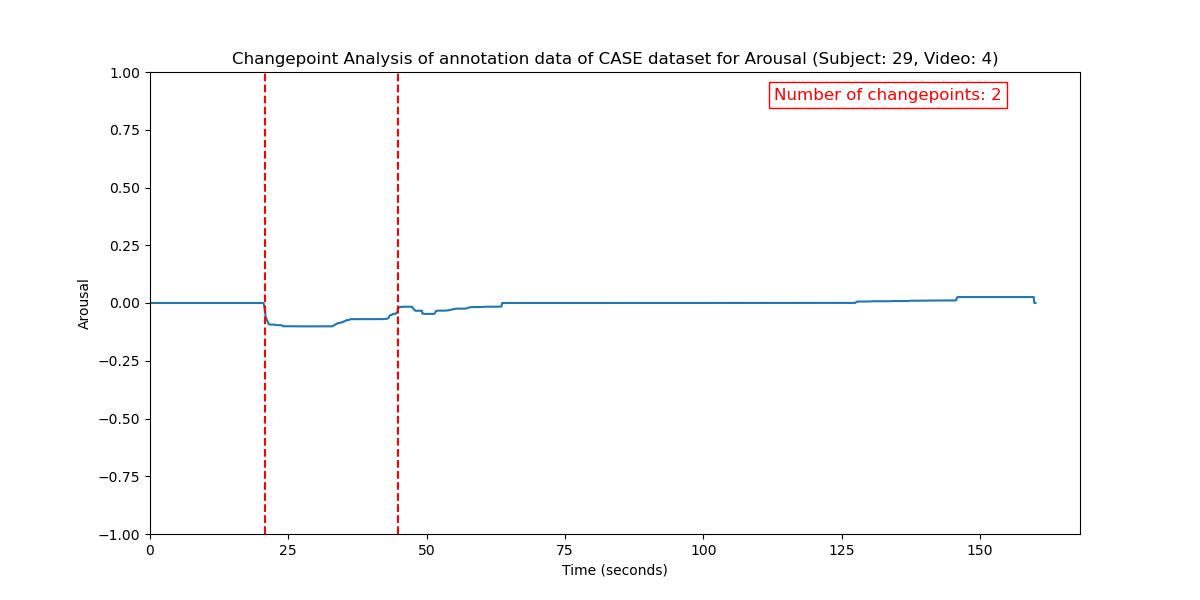 Changepoint Analysis of annotation data of CASE dataset for Arousal (Subject: 29, Video: 4)
Number of changepoints: 2
1.00
0.75
0.50
0.25
0.00
−0.25
−0.50
−0.75
−1.00
Arousal
0 25 50 75 100 125 150
Time (seconds)